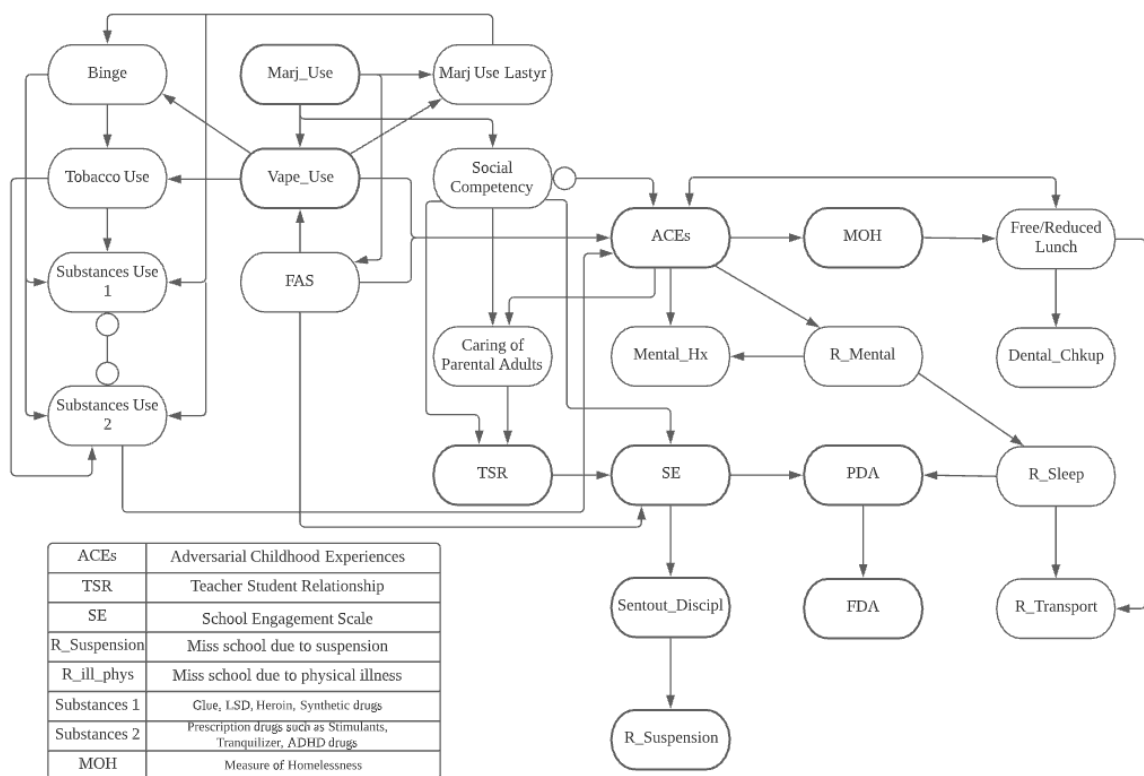 Binge
Marj_Use
Marj Use Lastyr
Tobacco Use
Vape_Use
Social
Competency
Substances Use
1
FAS
ACEs
MOH
Free/Reduced
Lunch
Caring of
Parental Adults
Mental_Hx
R_Mental
Dental_Chkup
Substances Use
2
TSR
SE
PDA
R_Sleep
Sentout_Discipl
FDA
R_Transport
R_Suspension
ACEs Adversarial Childhood Experiences
TSR Teacher Student Relationship
SE School Engagement Scale
R_Suspension Miss school due to suspension
R_ill_phys Miss school due to physical illness
Substances 1 Glue, LSD, Heroin, Synthetic drugs
Substances 2 Prescription drugs such as Stimulants,
Tranquilizer, ADHD drugs
MOH Measure of Homelessness